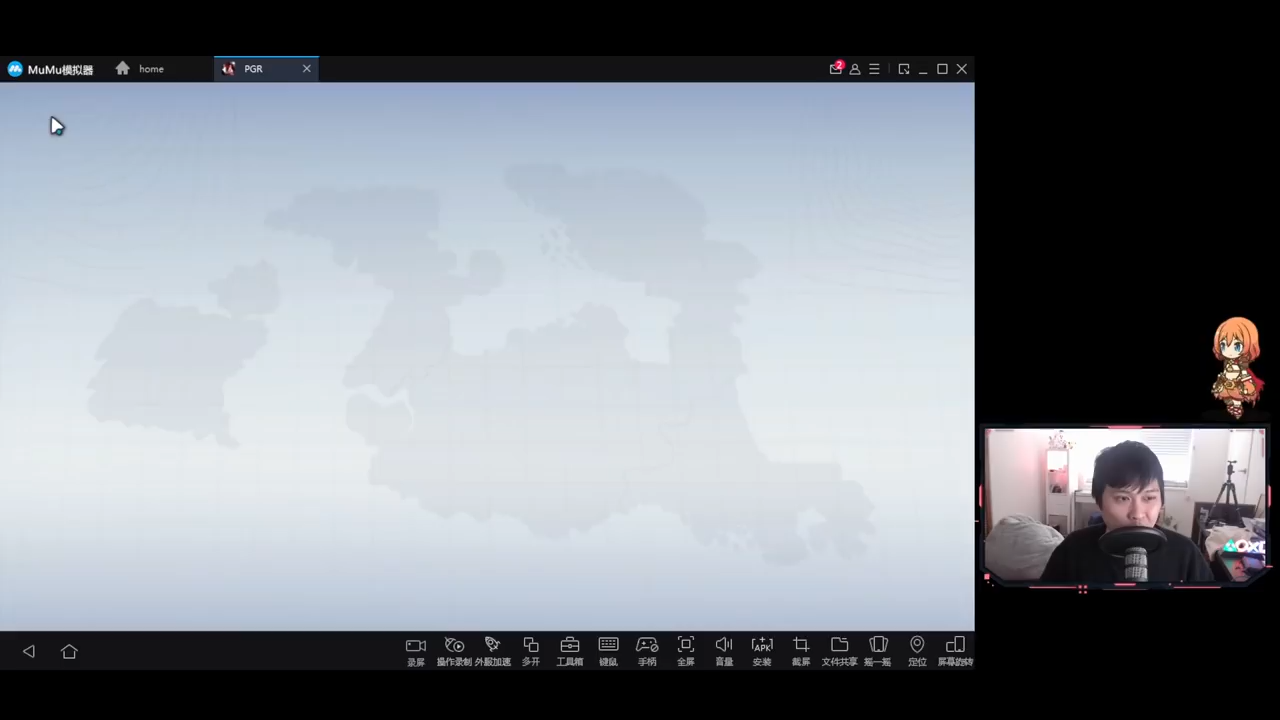 MuMu模拟器
home
PGR
2
录屏
操作录制
外服加速
多开
工具箱
键鼠
手柄
全屏
音量
APK
安装
截屏
文件共享
摇一摇
定位
屏幕旋转